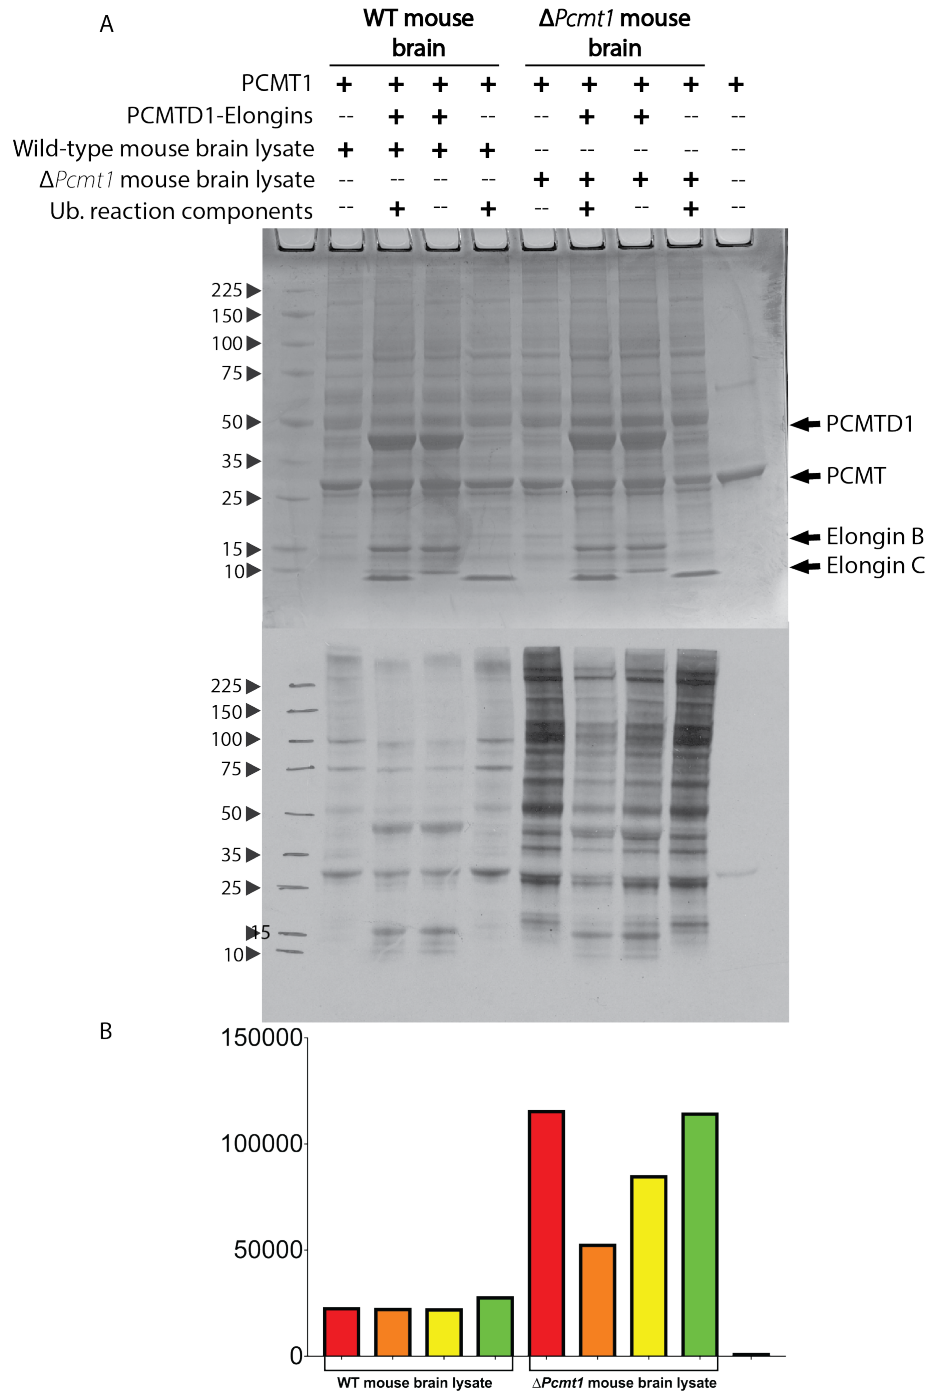 A
WT mouse brain
ΔPcmt1 mouse brain
PCMT1 + + + + + + + + +
PCMTD1-Elongins -- + + -- -- + + -- --
Wild-type mouse brain lysate + + + + -- -- -- -- --
ΔPcmt1 mouse brain lysate -- -- -- -- + + + + --
Ub. reaction components -- + -- + -- + -- + --
225
150
100
75
50
35
25
15
10
PCMTD1
PCMT
Elongin B
Elongin C
225
150
100
75
50
35
25
15
10
B
150000
100000
50000
0
WT mouse brain lysate
ΔPcmt1 mouse brain lysate